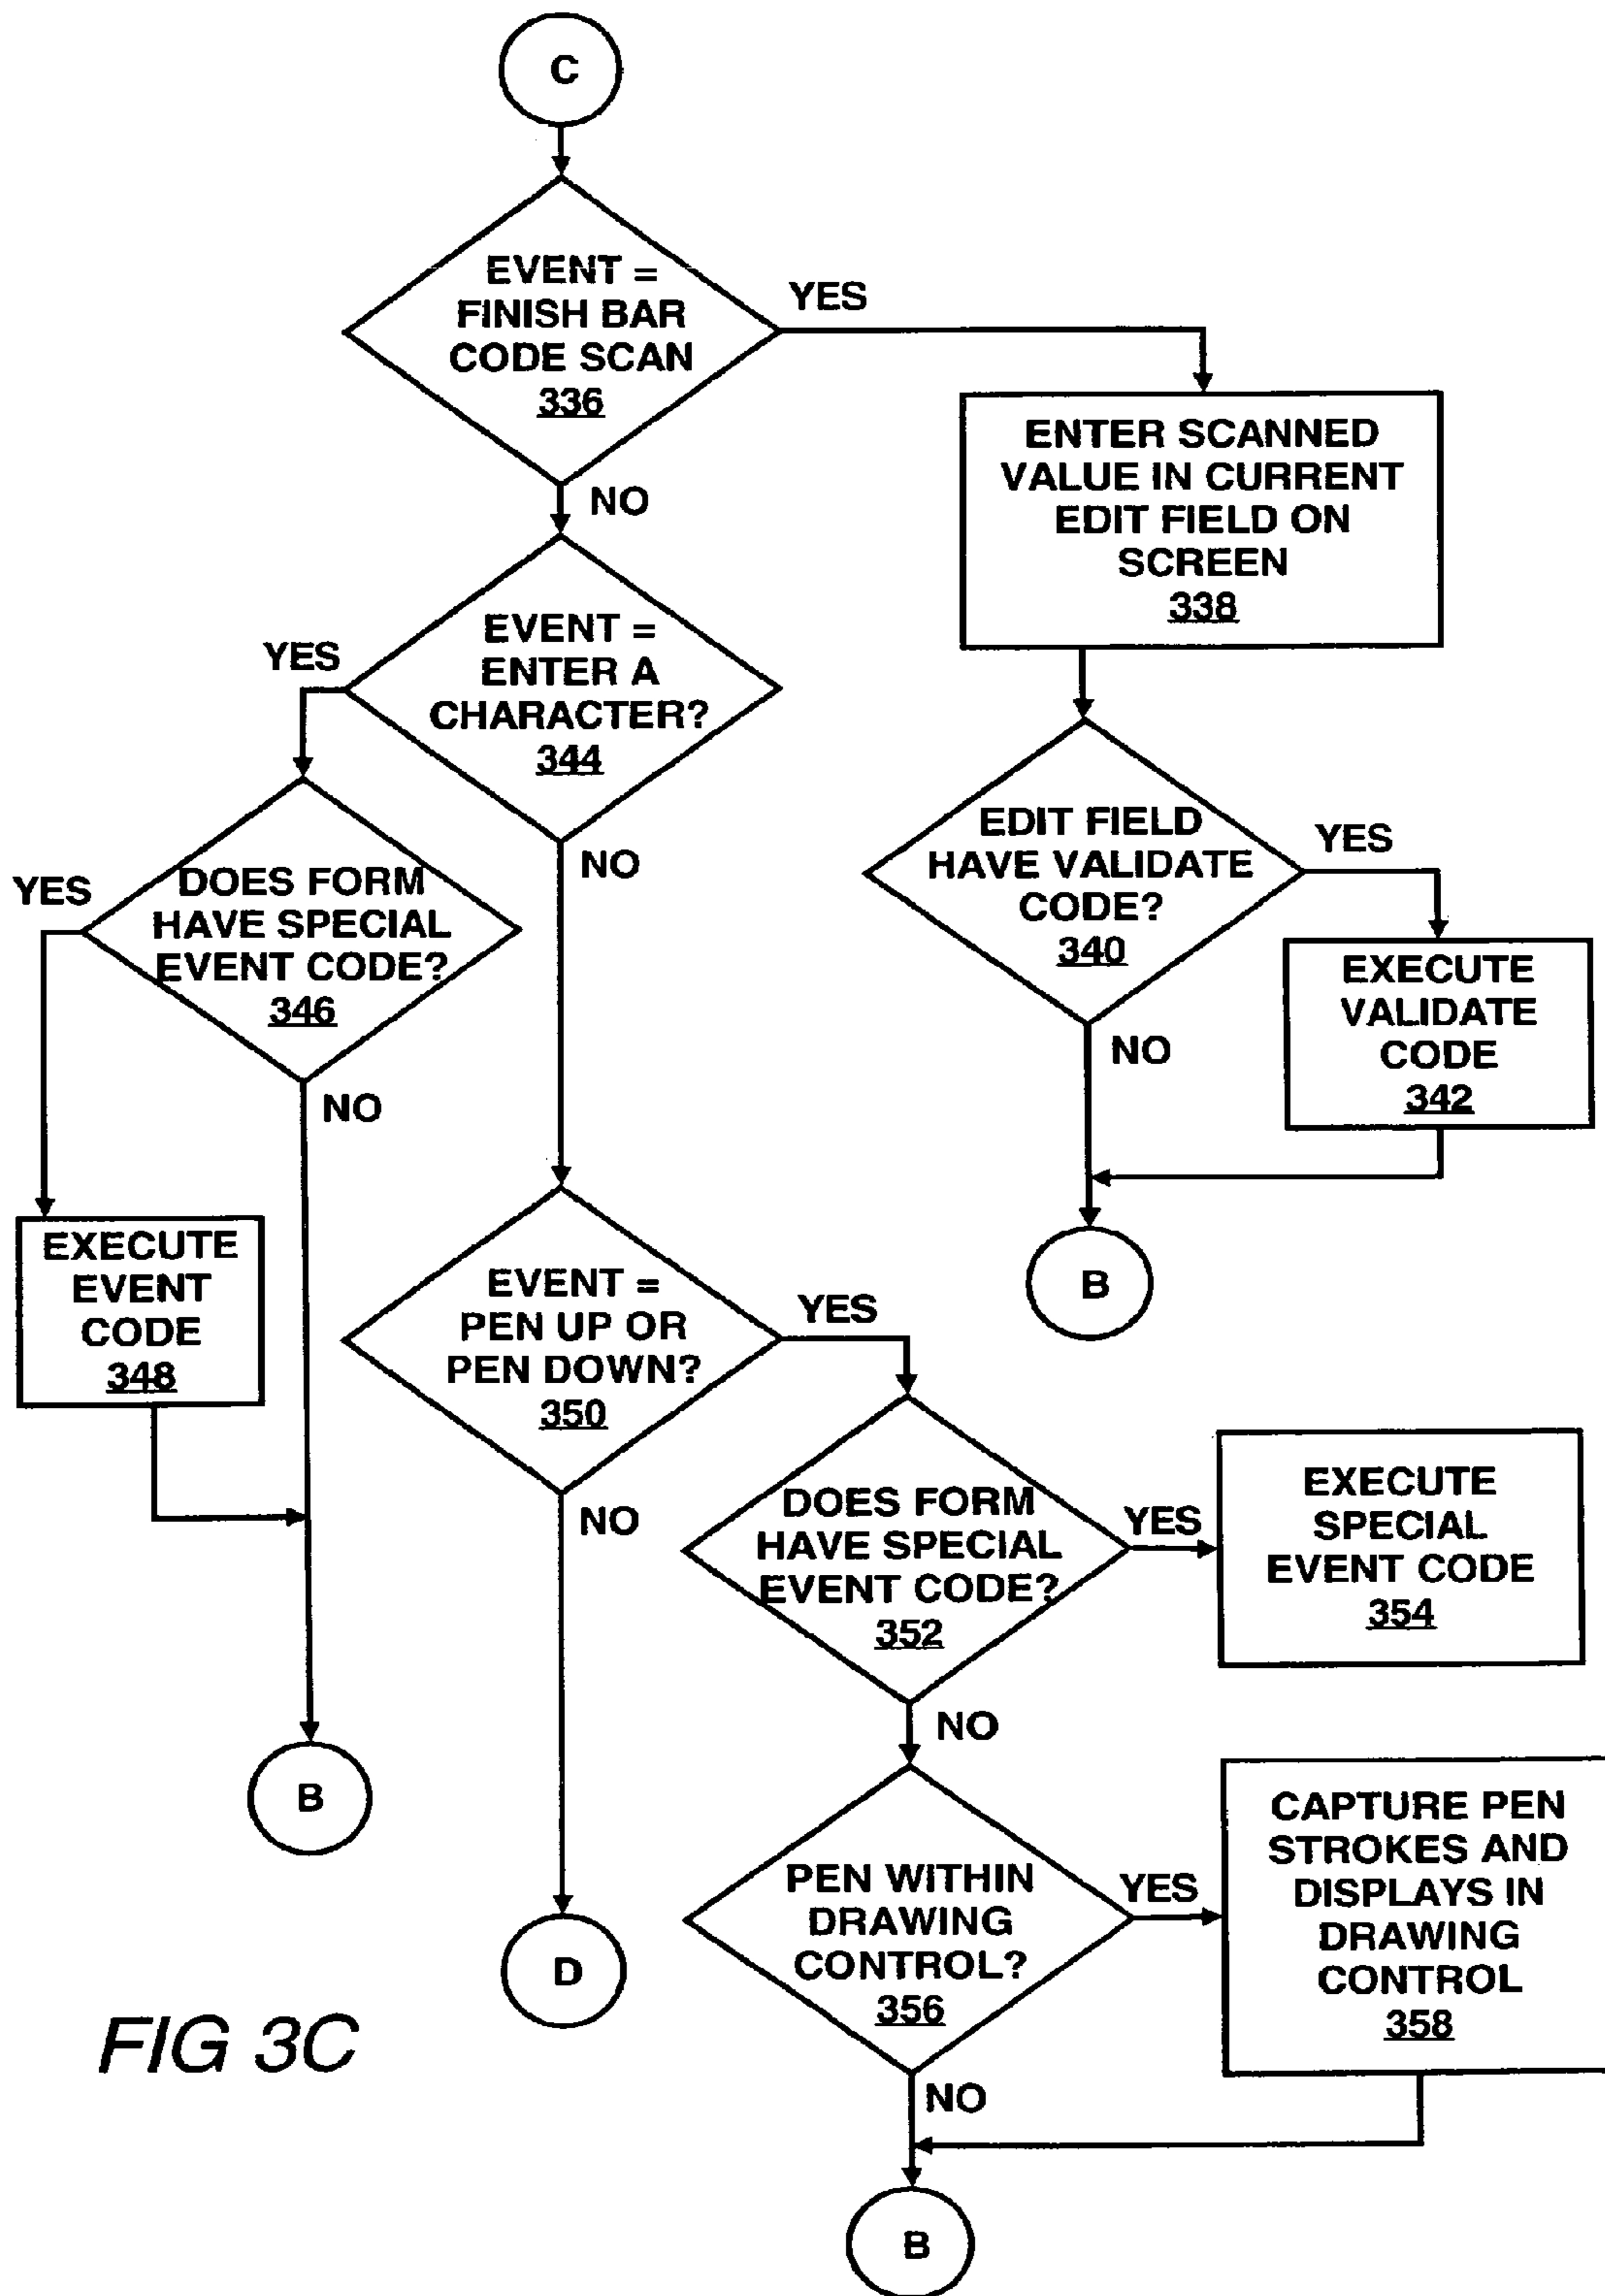 C
EVENT =
FINISH BAR
CODE SCAN
336
YES
NO
ENTER SCANNED
VALUE IN CURRENT
EDIT FIELD ON
SCREEN
338
EVENT =
ENTER A
CHARACTER?
344
YES
NO
EDIT FIELD
HAVE VALIDATE
CODE?
340
YES
NO
EXECUTE
VALIDATE
CODE
342
B
DOES FORM
HAVE SPECIAL
EVENT CODE?
346
YES
NO
EXECUTE
EVENT
CODE
348
B
EVENT =
PEN UP OR
PEN DOWN?
350
YES
NO
DOES FORM
HAVE SPECIAL
EVENT CODE?
352
YES
NO
EXECUTE
SPECIAL
EVENT CODE
354
PEN WITHIN
DRAWING
CONTROL?
356
YES
NO
CAPTURE PEN
STROKES AND
DISPLAYS IN
DRAWING
CONTROL
358
D
B
FIG 3C